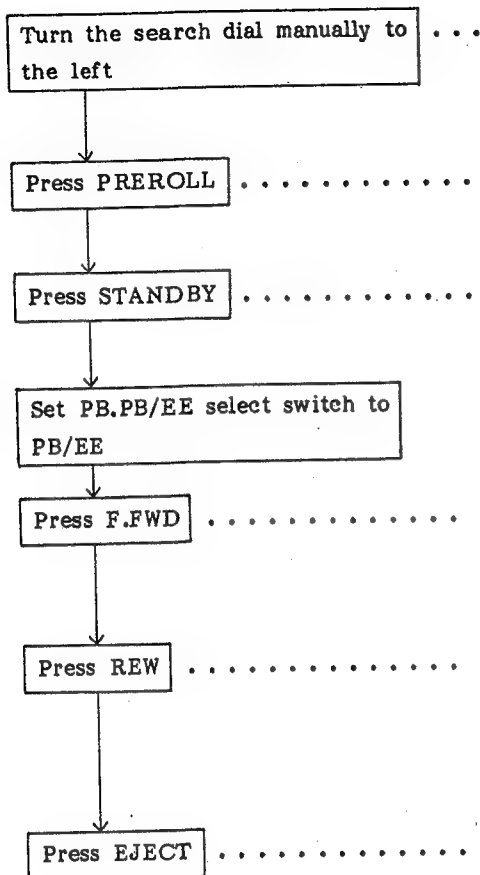 Turn the search dial manually to . . .
the left
Press PREROLL . . . . . . . . . . . .
Press STANDBY . . . . . . . . . . . .
Set PB.PB/EE select switch to
PB/EE
Press F.FWD . . . . . . . . . . . . .
Press REW . . . . . . . . . . . . . .
Press EJECT . . . . . . . . . . . . .